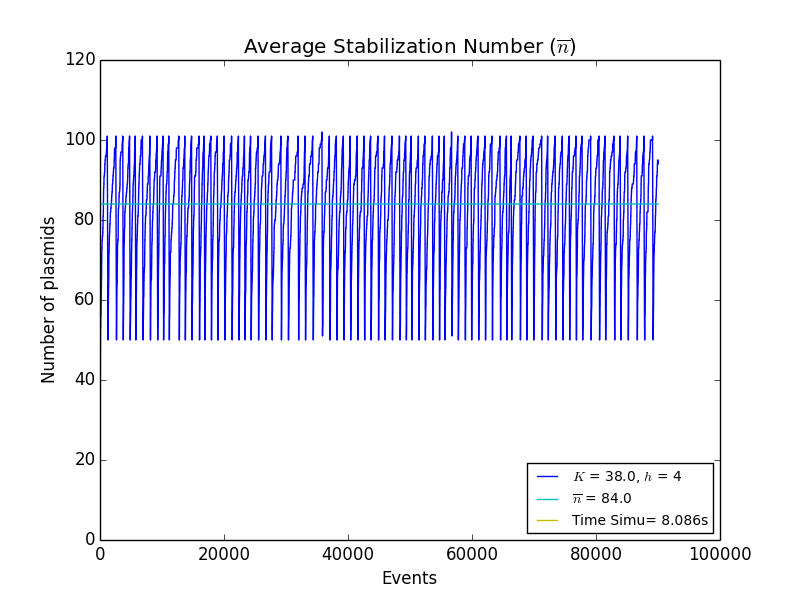 Average Stabilization Number (n̅)
120
100
80
60
40
20
0
Number of plasmids
0 20000 40000 60000 80000 100000
Events
K = 38.0, h = 4
n̅ = 84.0
Time Simu= 8.086s